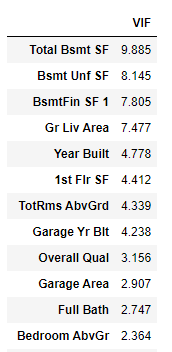 VIF
Total Bsmt SF 9.885
Bsmt Unf SF 8.145
BsmtFin SF 1 7.805
Gr Liv Area 7.477
Year Built 4.778
1st Flr SF 4.412
TotRms AbvGrd 4.339
Garage Yr Blt 4.238
Overall Qual 3.156
Garage Area 2.907
Full Bath 2.747
Bedroom AbvGr 2.364